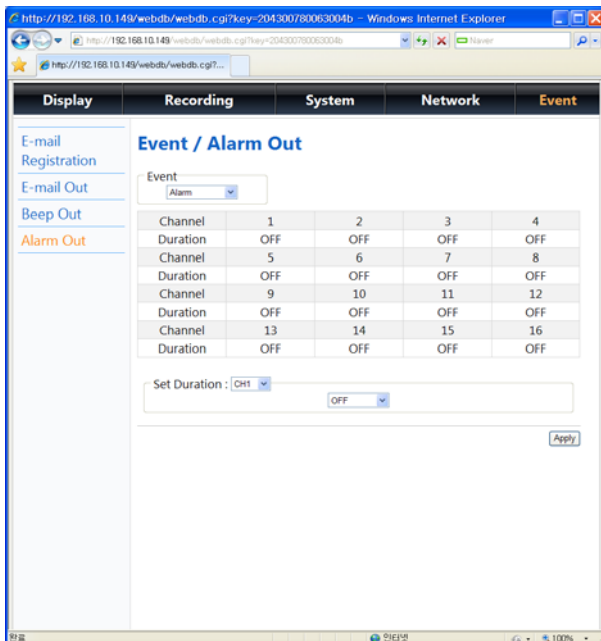 http://192.168.10.149/webdb/webdb.cgi?key=204300780063004b - Windows Internet Explorer
http://192.168.10.149/webdb/webdb.cgi?key=204300780063004b
Naver
http://192.168.10.149/webdb/webdb.cgi?...
Display Recording System Network Event
E-mail
Registration
E-mail Out
Beep Out
Alarm Out
Event / Alarm Out
Event
Alarm
Channel 1 2 3 4
Duration OFF OFF OFF OFF
Channel 5 6 7 8
Duration OFF OFF OFF OFF
Channel 9 10 11 12
Duration OFF OFF OFF OFF
Channel 13 14 15 16
Duration OFF OFF OFF OFF
Set Duration : CH1
OFF
Apply
완료 인터넷 100%